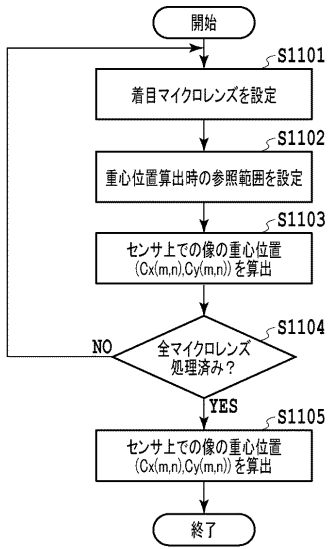 開始
S1101
着目マイクロレンズを設定
S1102
重心位置算出時の参照範囲を設定
S1103
センサ上での像の重心位置
(Cx(m,n),Cy(m,n))を算出
S1104
全マイクロレンズ
処理済み?
NO
YES
S1105
センサ上での像の重心位置
(Cx(m,n),Cy(m,n))を算出
終了